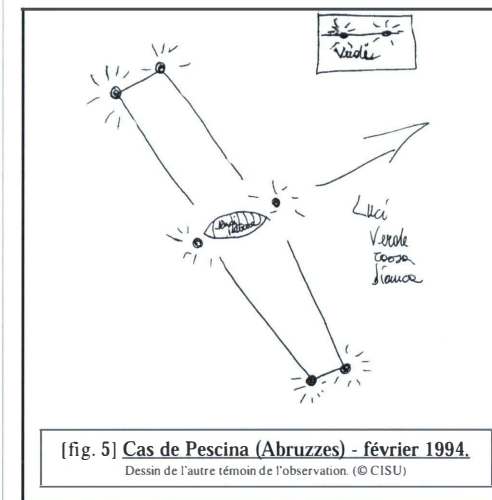 Luci
Verde
rossa
bianca
[fig. 5] Cas de Pescina (Abruzzes) - février 1994.
Dessin de l'autre témoin de l'observation. (© CISU)